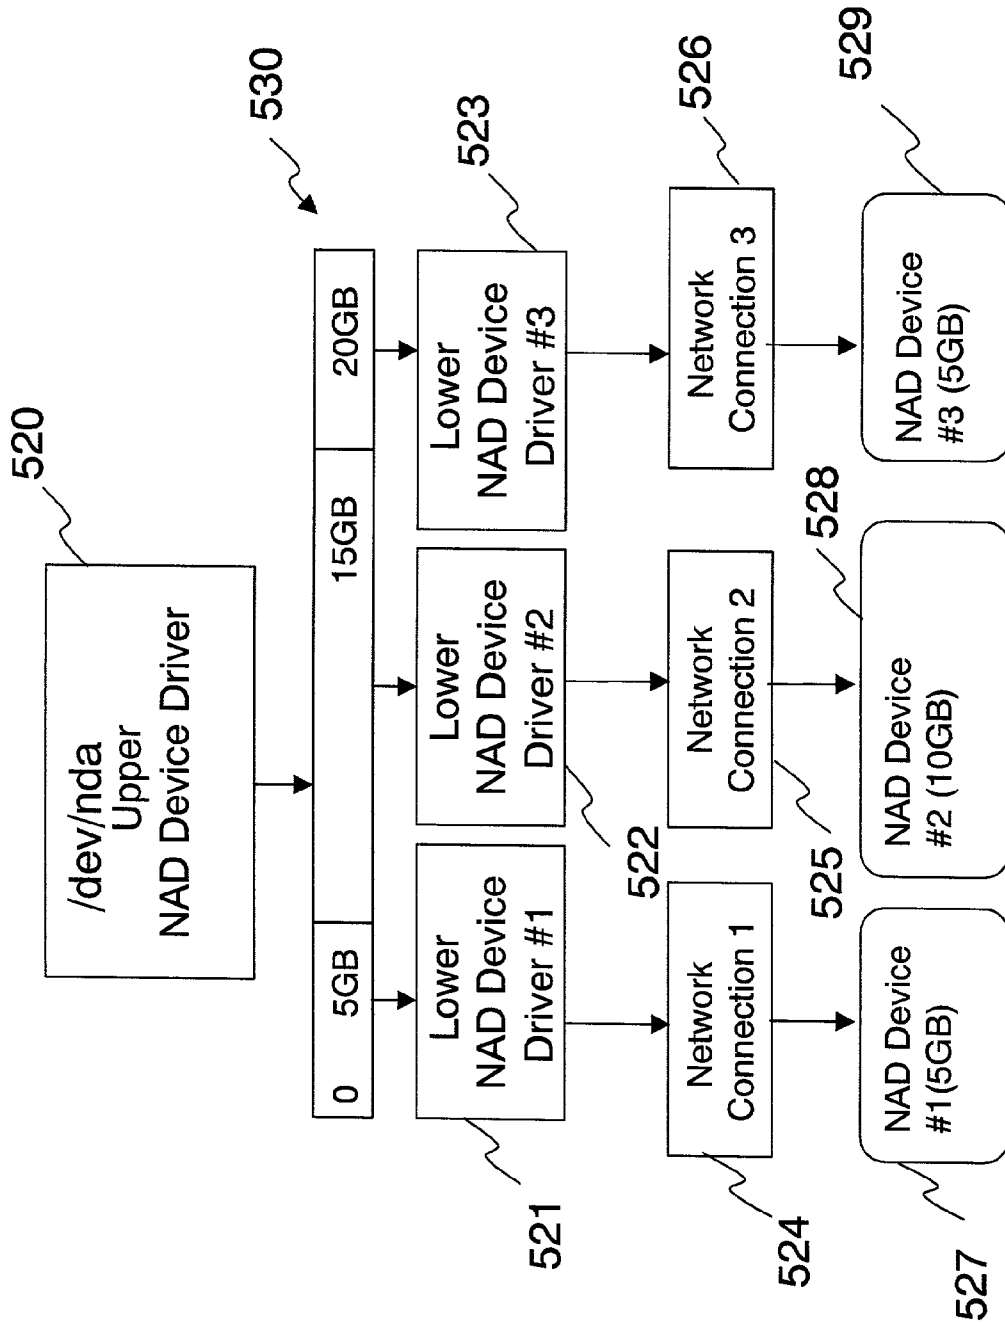 520
/dev/nda
Upper
NAD Device Driver
530
0
5GB
15GB
20GB
521
Lower
NAD Device
Driver #1
522
Lower
NAD Device
Driver #2
523
Lower
NAD Device
Driver #3
524
Network
Connection 1
525
Network
Connection 2
526
Network
Connection 3
527
NAD Device
#1(5GB)
528
NAD Device
#2 (10GB)
529
NAD Device
#3 (5GB)